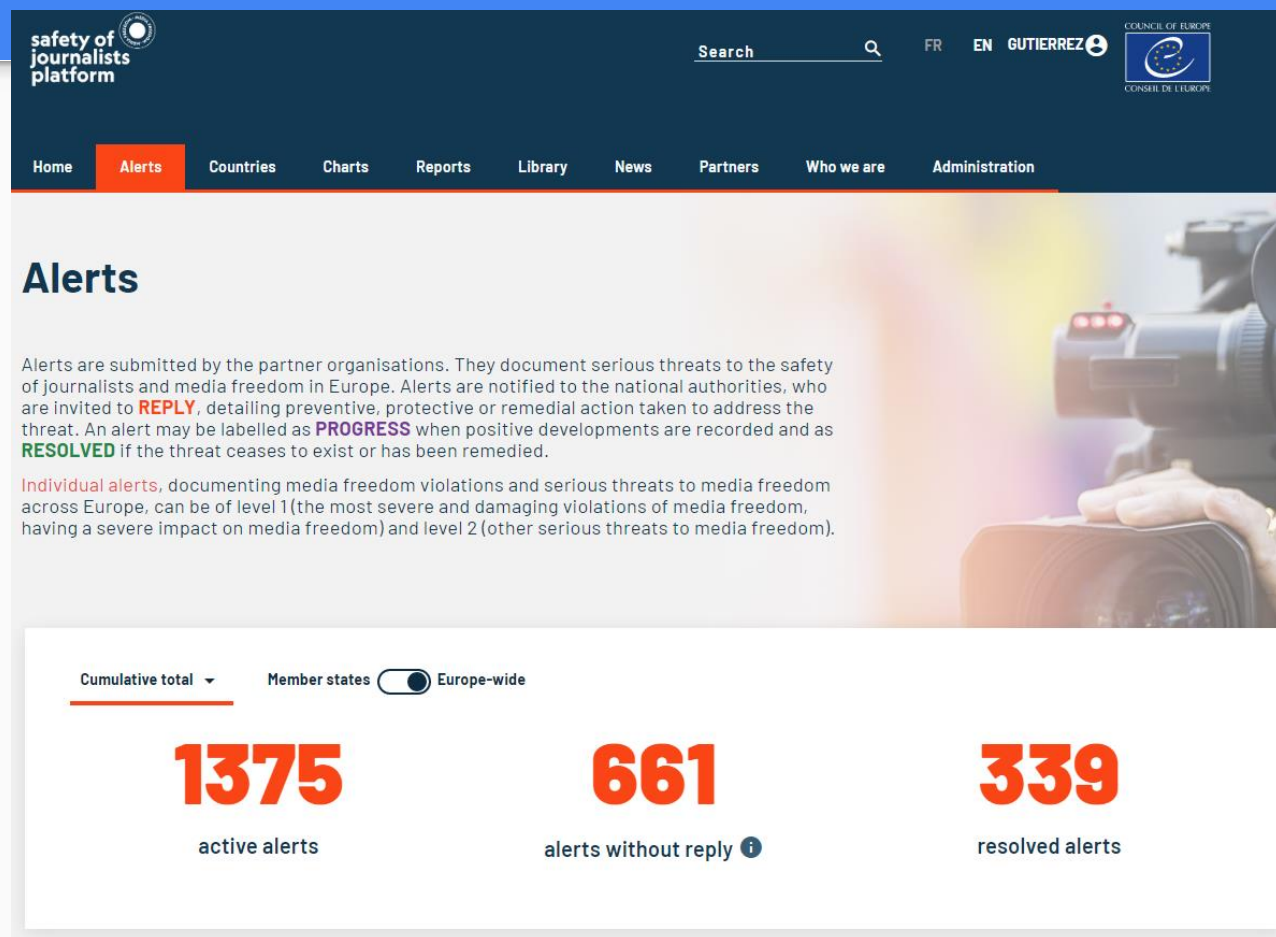 safety of
journalists
platform
Search
FR EN GUTIERREZ
COUNCIL OF EUROPE
CONSEIL DE L'EUROPE
Home Alerts Countries Charts Reports Library News Partners Who we are Administration
Alerts
Alerts are submitted by the partner organisations. They document serious threats to the safety
of journalists and media freedom in Europe. Alerts are notified to the national authorities, who
are invited to REPLY, detailing preventive, protective or remedial action taken to address the
threat. An alert may be labelled as PROGRESS when positive developments are recorded and as
RESOLVED if the threat ceases to exist or has been remedied.
Individual alerts, documenting media freedom violations and serious threats to media freedom
across Europe, can be of level 1 (the most severe and damaging violations of media freedom,
having a severe impact on media freedom) and level 2 (other serious threats to media freedom).
Cumulative total Member states Europe-wide
1375 661 339
active alerts alerts without reply resolved alerts